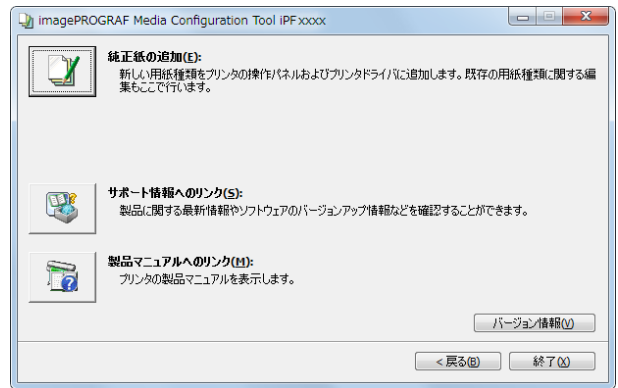 imagePROGRAF Media Configuration Tool iPF xxxx
純正紙の追加(E):
新しい用紙種類をプリンタの操作パネルおよびプリンタドライバに追加します。既存の用紙種類に関する編
集もここで行います。
サポート情報へのリンク(S):
製品に関する最新情報やソフトウェアのバージョンアップ情報などを確認することができます。
製品マニュアルへのリンク(M):
プリンタの製品マニュアルを表示します。
バージョン情報(V)
< 戻る(B)
終了(X)